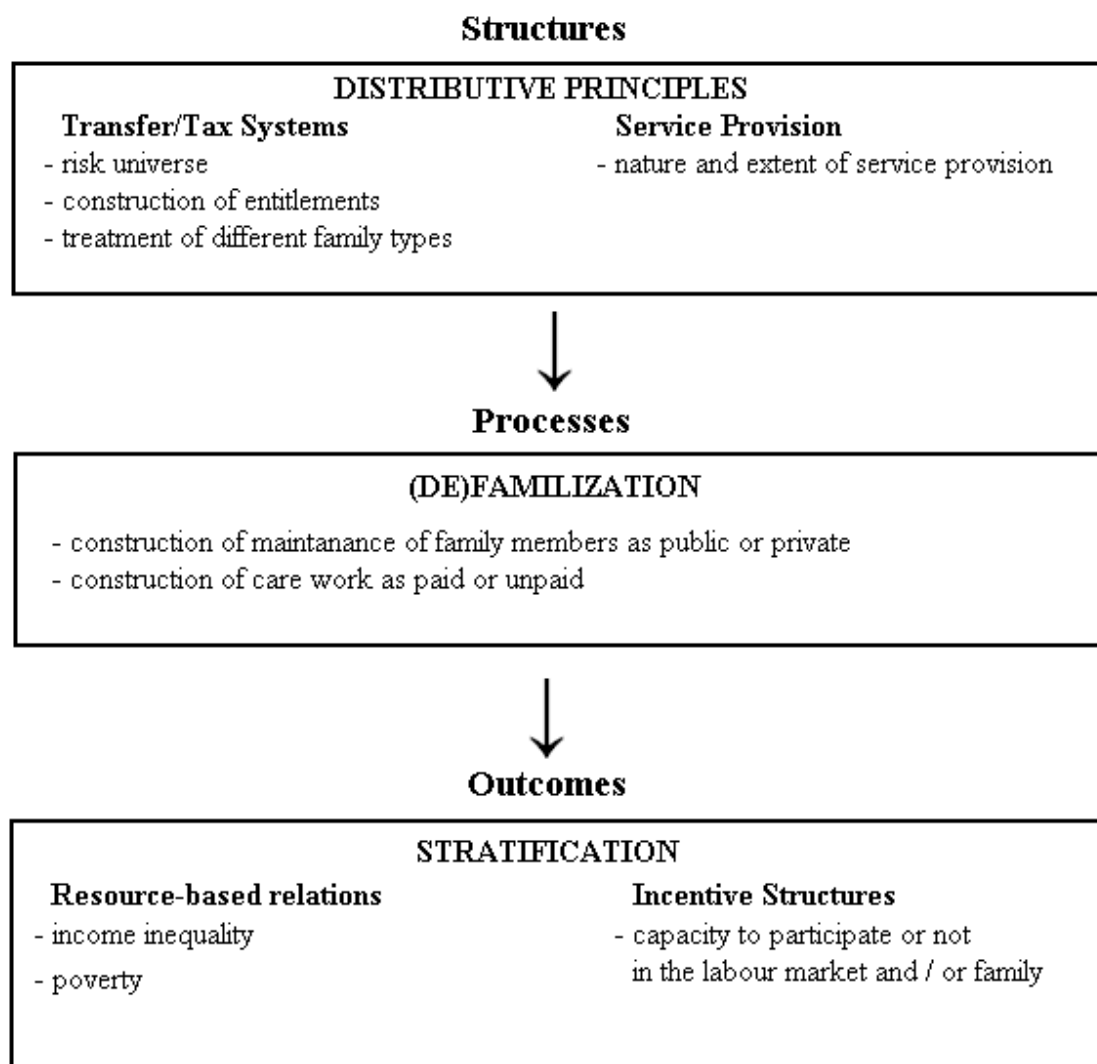 Structures
DISTRIBUTIVE PRINCIPLES
Transfer/Tax Systems
- risk universe
- construction of entitlements
- treatment of different family types
Service Provision
- nature and extent of service provision
Processes
(DE)FAMILIZATION
- construction of maintanance of family members as public or private
- construction of care work as paid or unpaid
Outcomes
STRATIFICATION
Resource-based relations
- income inequality
- poverty
Incentive Structures
- capacity to participate or not
in the labour market and / or family